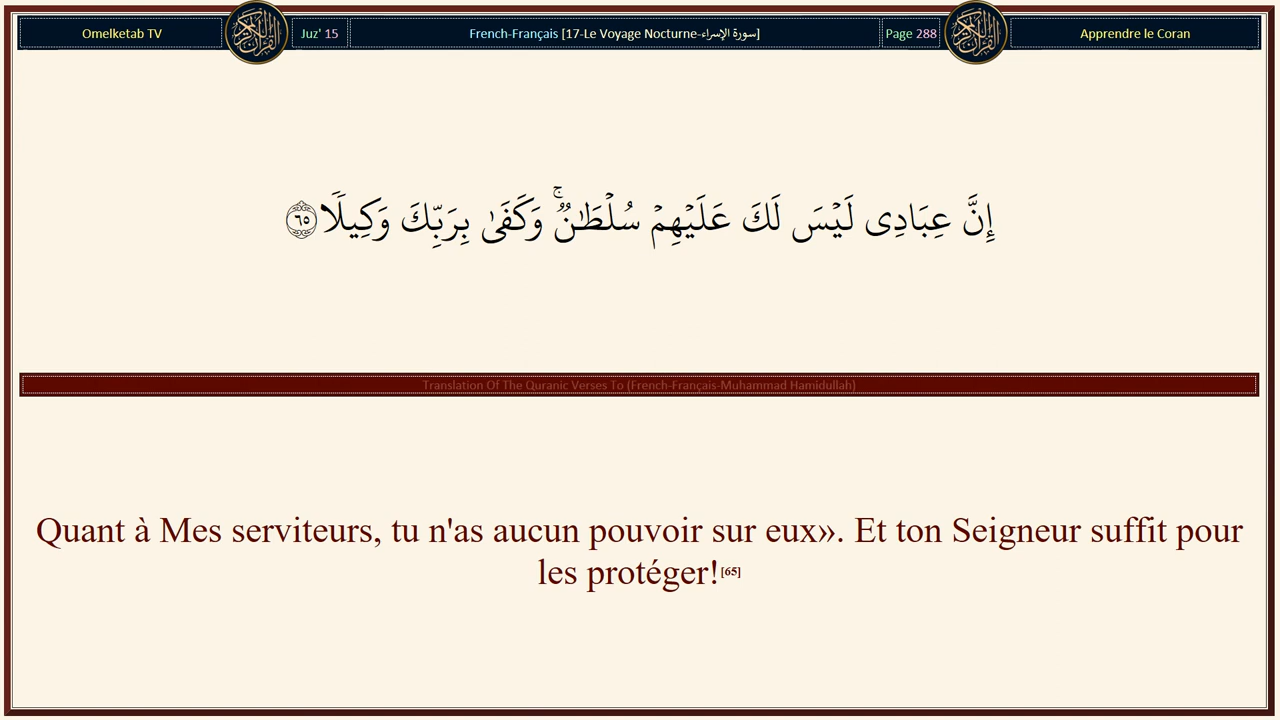 Omelketab TV
Juz' 15
French-Français [17-Le Voyage Nocturne-سورة الإسراء]
Page 288
Apprendre le Coran
إِنَّ عِبَادِى لَيْسَ لَكَ عَلَيْهِمْ سُلْطَـٰنٌۭ ۚ وَكَفَىٰ بِرَبِّكَ وَكِيلًۭا ٦٥
Translation Of The Quranic Verses To (French-Français-Muhammad Hamidullah)
Quant à Mes serviteurs, tu n'as aucun pouvoir sur eux». Et ton Seigneur suffit pour
les protéger![65]